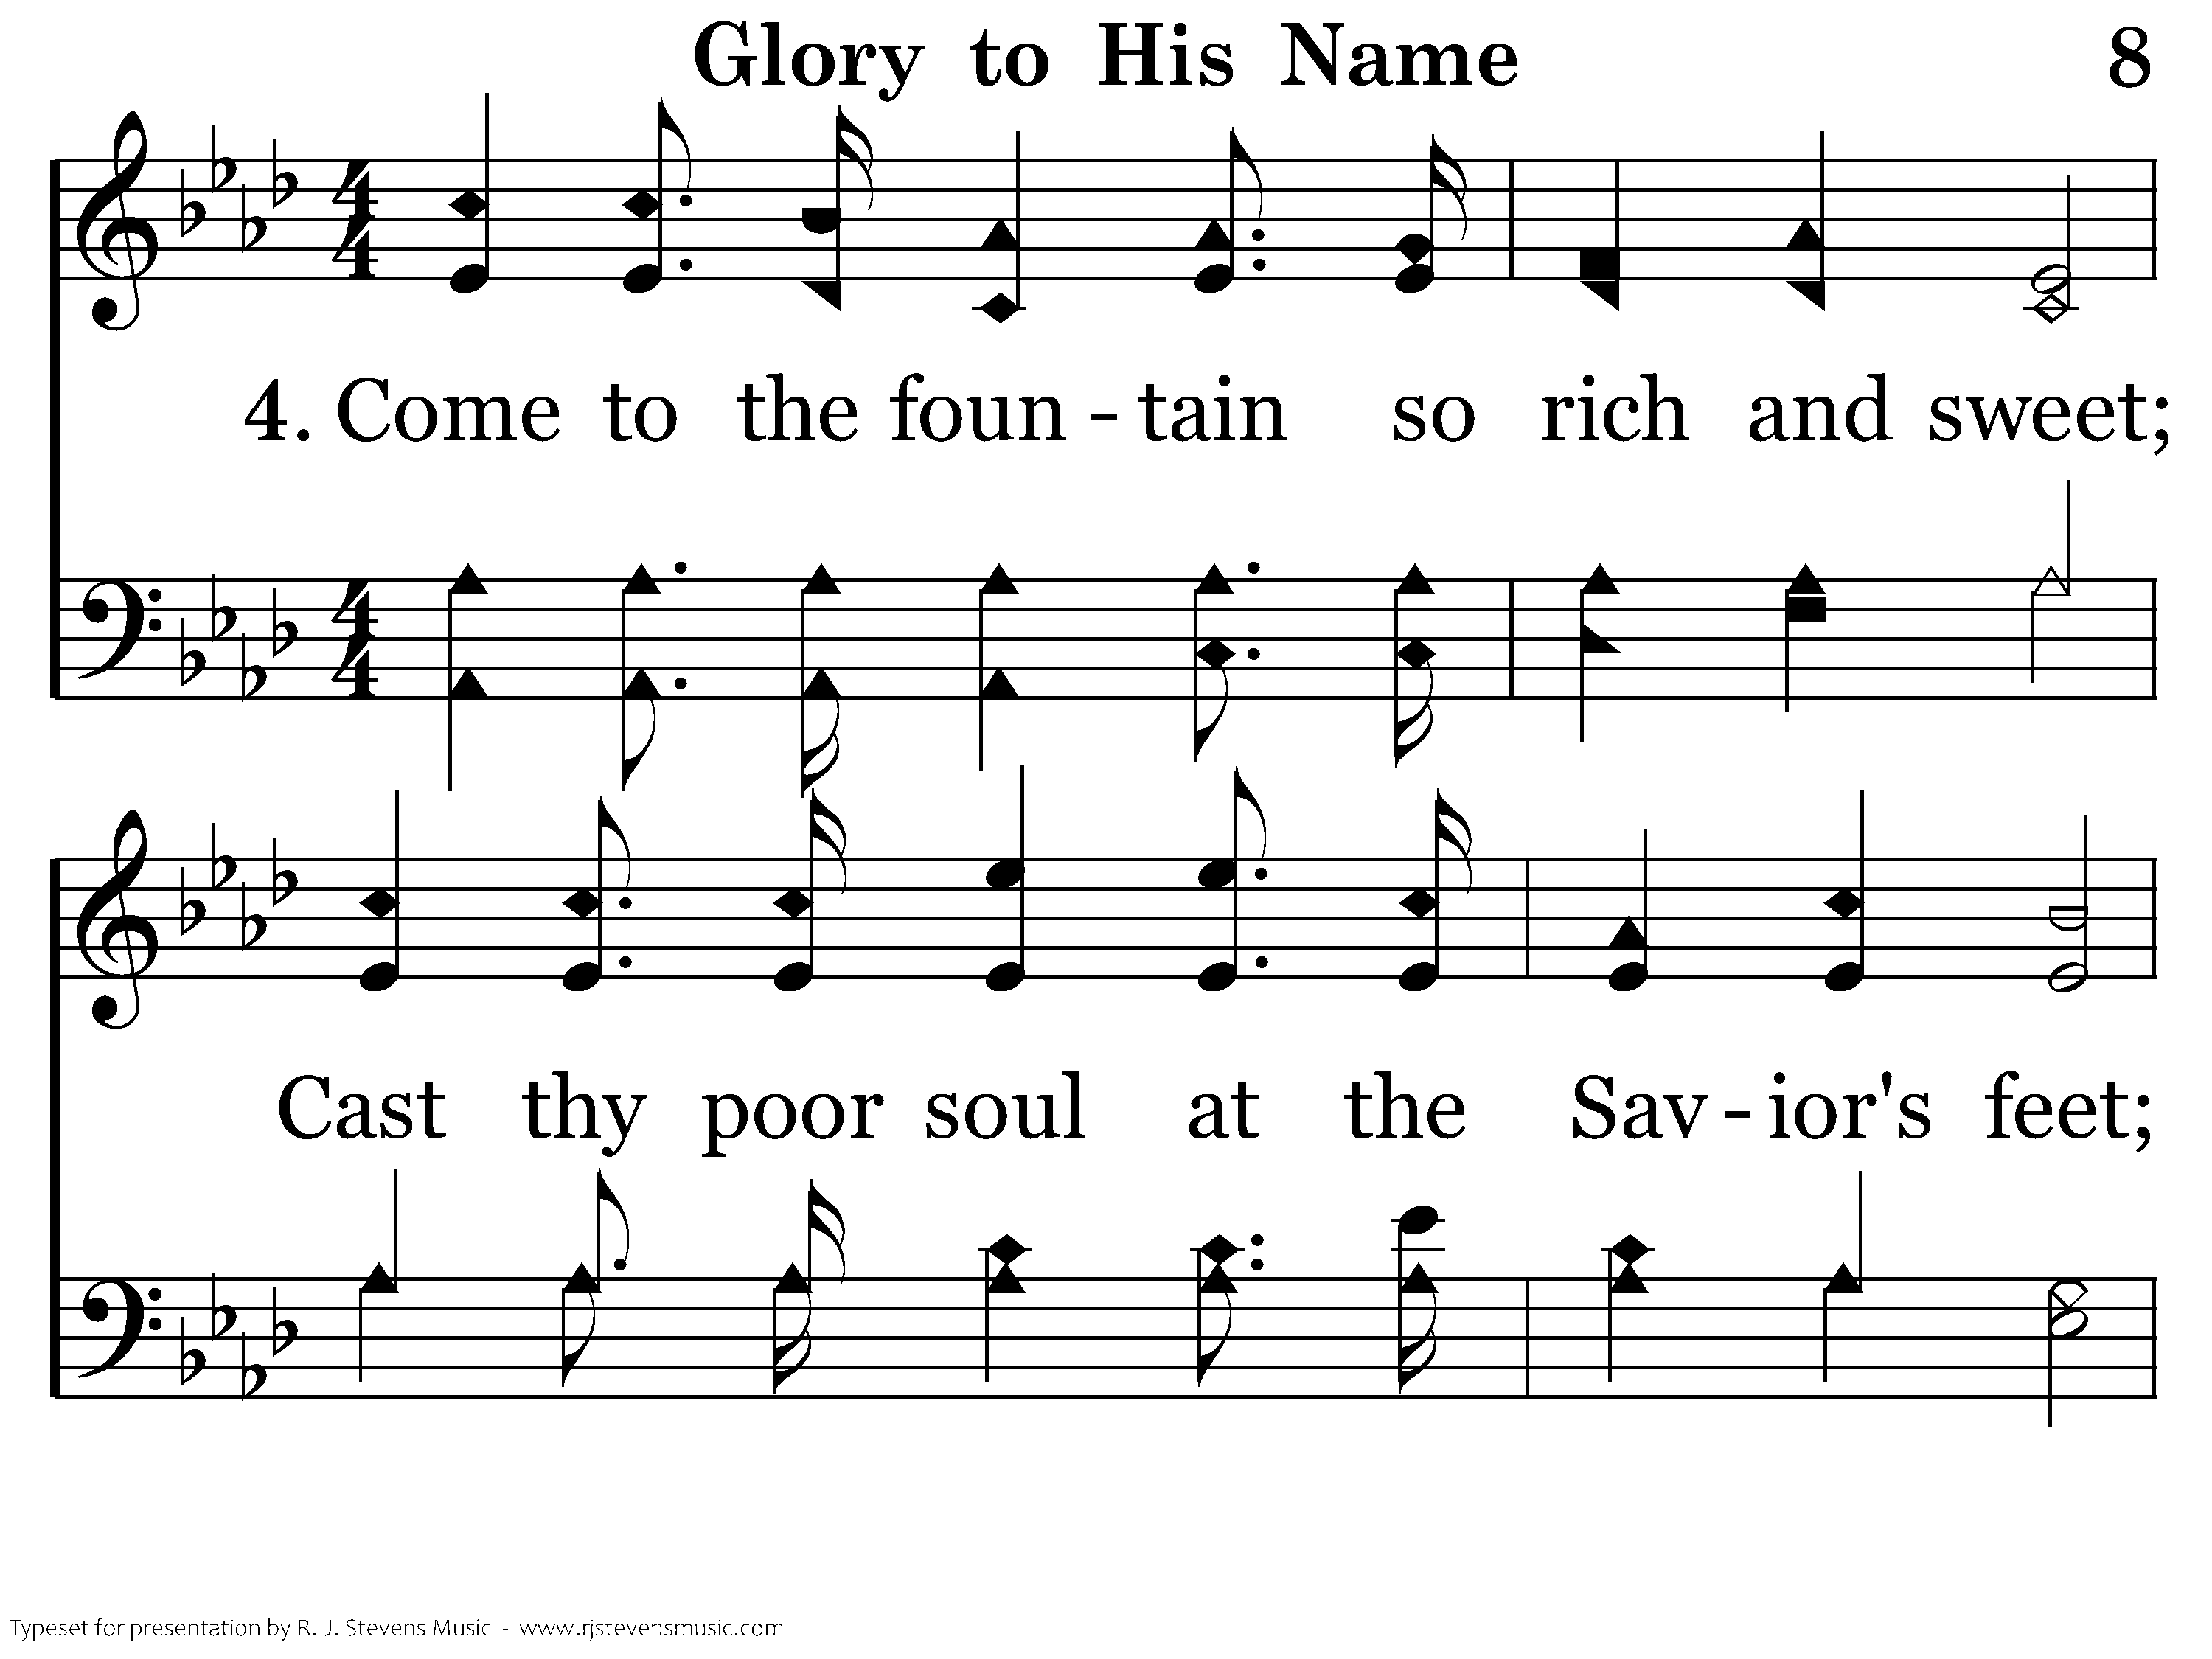 Glory to His Name 8
4. Come to the foun - tain so rich and sweet;
Cast thy poor soul at the Sav - ior's feet;
Typeset for presentation by R. J. Stevens Music - www.rjstevensmusic.com